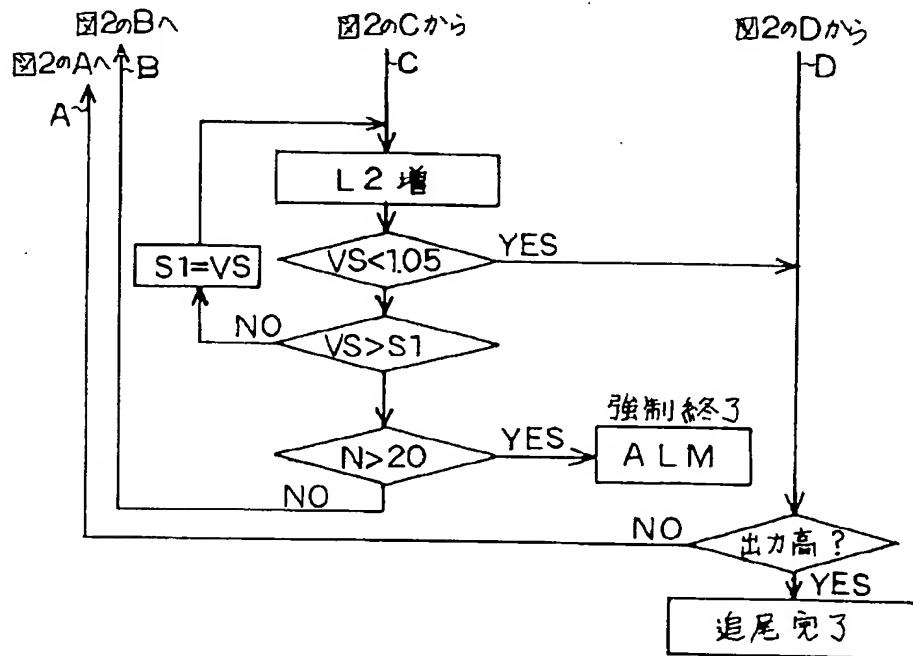 図2のBへ
図2のCから
図2のDから
図2のAへ
B
C
D
A
L2増
VS<1.05
YES
S1=VS
NO
VS>S1
強制終了
N>20
YES
ALM
NO
NO
出力高?
YES
追尾完了